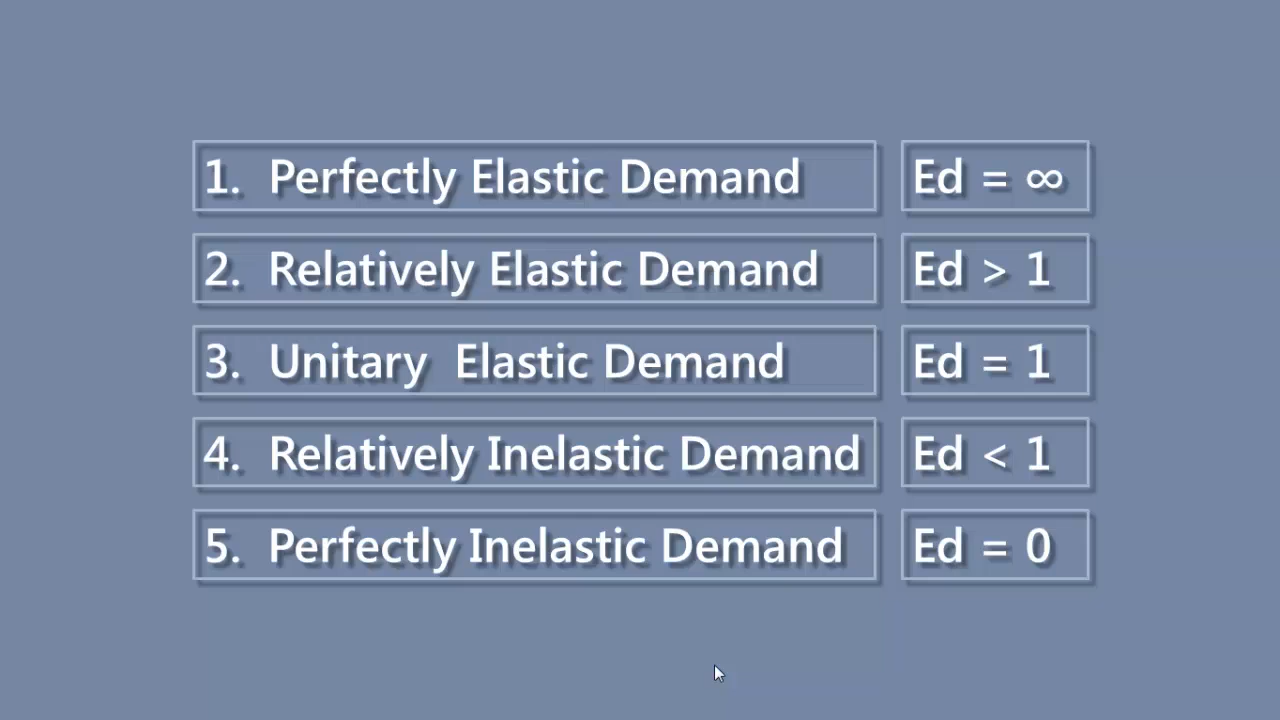 1. Perfectly Elastic Demand Ed = ∞
2. Relatively Elastic Demand Ed > 1
3. Unitary Elastic Demand Ed = 1
4. Relatively Inelastic Demand Ed < 1
5. Perfectly Inelastic Demand Ed = 0